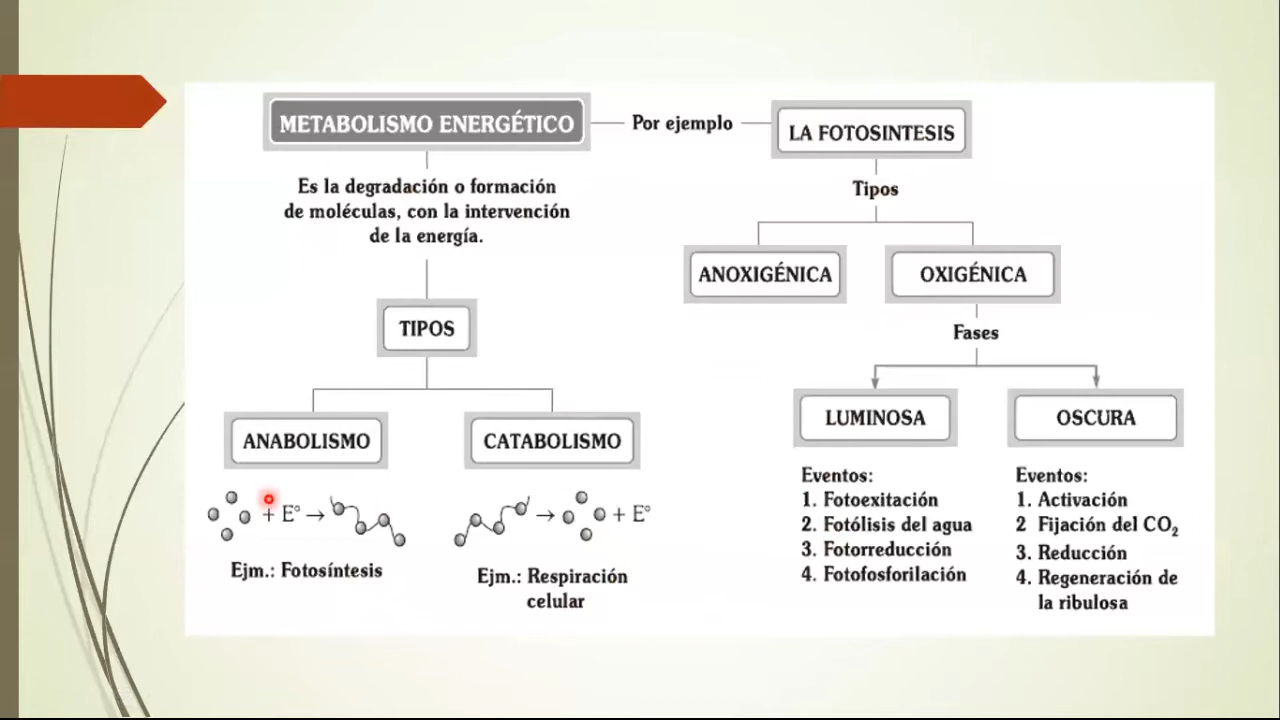 METABOLISMO ENERGÉTICO
Por ejemplo
LA FOTOSINTESIS
Es la degradación o formación
de moléculas, con la intervención
de la energía.
TIPOS
ANABOLISMO
+ E° →
Ejm.: Fotosíntesis
CATABOLISMO
→ + E°
Ejm.: Respiración
celular
Tipos
ANOXIGÉNICA
OXIGÉNICA
Fases
LUMINOSA
Eventos:
1. Fotoexitación
2. Fotólisis del agua
3. Fotorreducción
4. Fotofosforilación
OSCURA
Eventos:
1. Activación
2 Fijación del CO₂
3. Reducción
4. Regeneración de
la ribulosa